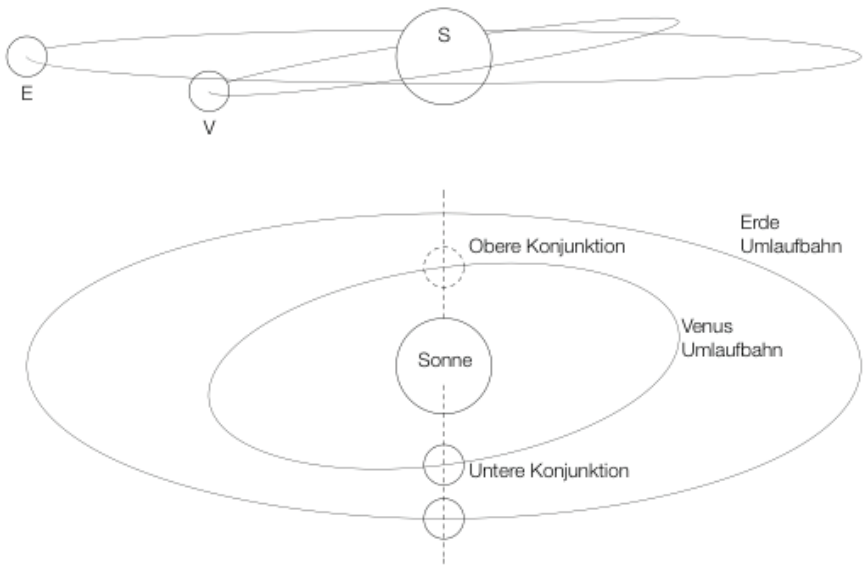 S
E
V
Erde
Umlaufbahn
Obere Konjunktion
Venus
Umlaufbahn
Sonne
Untere Konjunktion